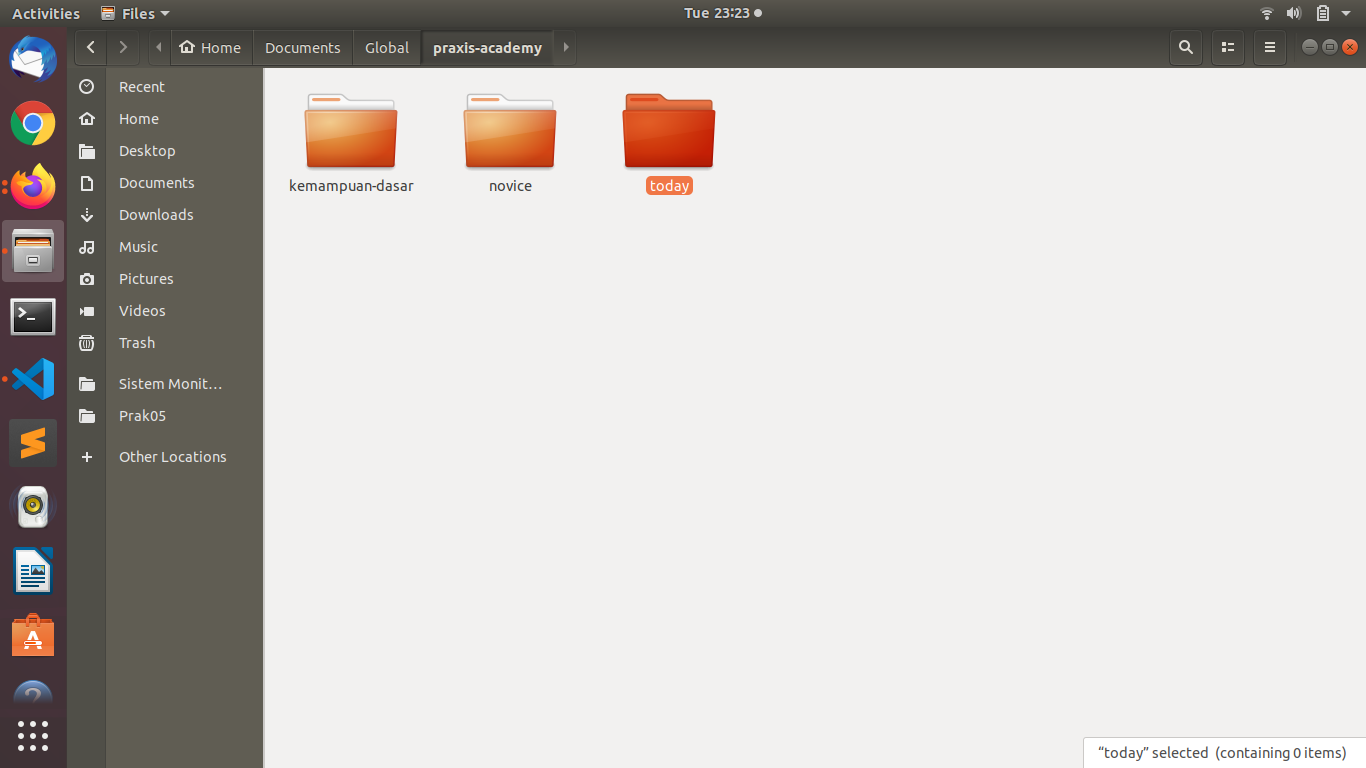 Activities
Files
Tue 23:23
Home
Documents
Global
praxis-academy
Recent
Home
Desktop
Documents
Downloads
Music
Pictures
Videos
Trash
Sistem Monit…
Prak05
Other Locations
kemampuan-dasar
novice
today
“today” selected (containing 0 items)